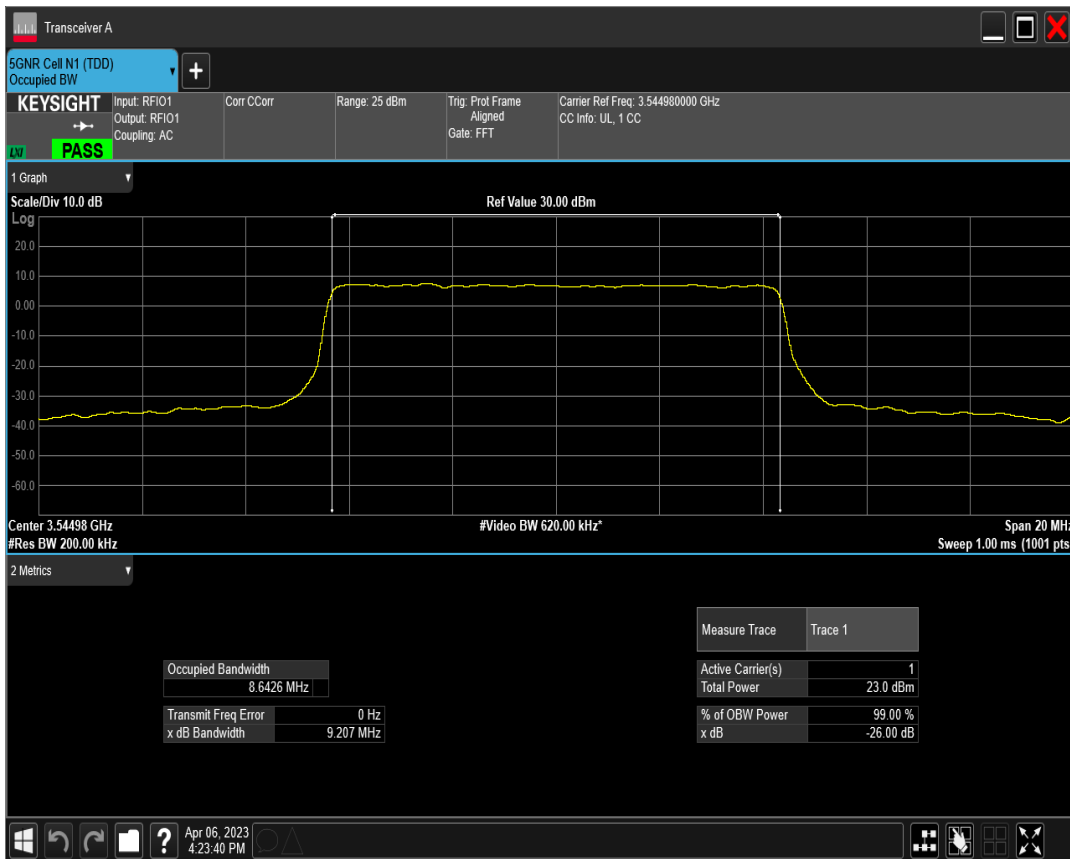 Transceiver A
5GNR Cell N1 (TDD)
Occupied BW
+
KEYSIGHT
LXI
PASS
Input: RFIO1
Output: RFIO1
Coupling: AC
Corr CCorr
Range: 25 dBm
Trig: Prot Frame
Aligned
Gate: FFT
Carrier Ref Freq: 3.544980000 GHz
CC Info: UL, 1 CC
1 Graph
Scale/Div 10.0 dB
Ref Value 30.00 dBm
Log
20.0
10.0
0.00
-10.0
-20.0
-30.0
-40.0
-50.0
-60.0
Center 3.54498 GHz
#Video BW 620.00 kHz*
Span 20 MHz
#Res BW 200.00 kHz
Sweep 1.00 ms (1001 pts
2 Metrics
Measure Trace Trace 1
Occupied Bandwidth
8.6426 MHz
Active Carrier(s) 1
Total Power 23.0 dBm
Transmit Freq Error 0 Hz
x dB Bandwidth 9.207 MHz
% of OBW Power 99.00 %
x dB -26.00 dB
?
Apr 06, 2023
4:23:40 PM